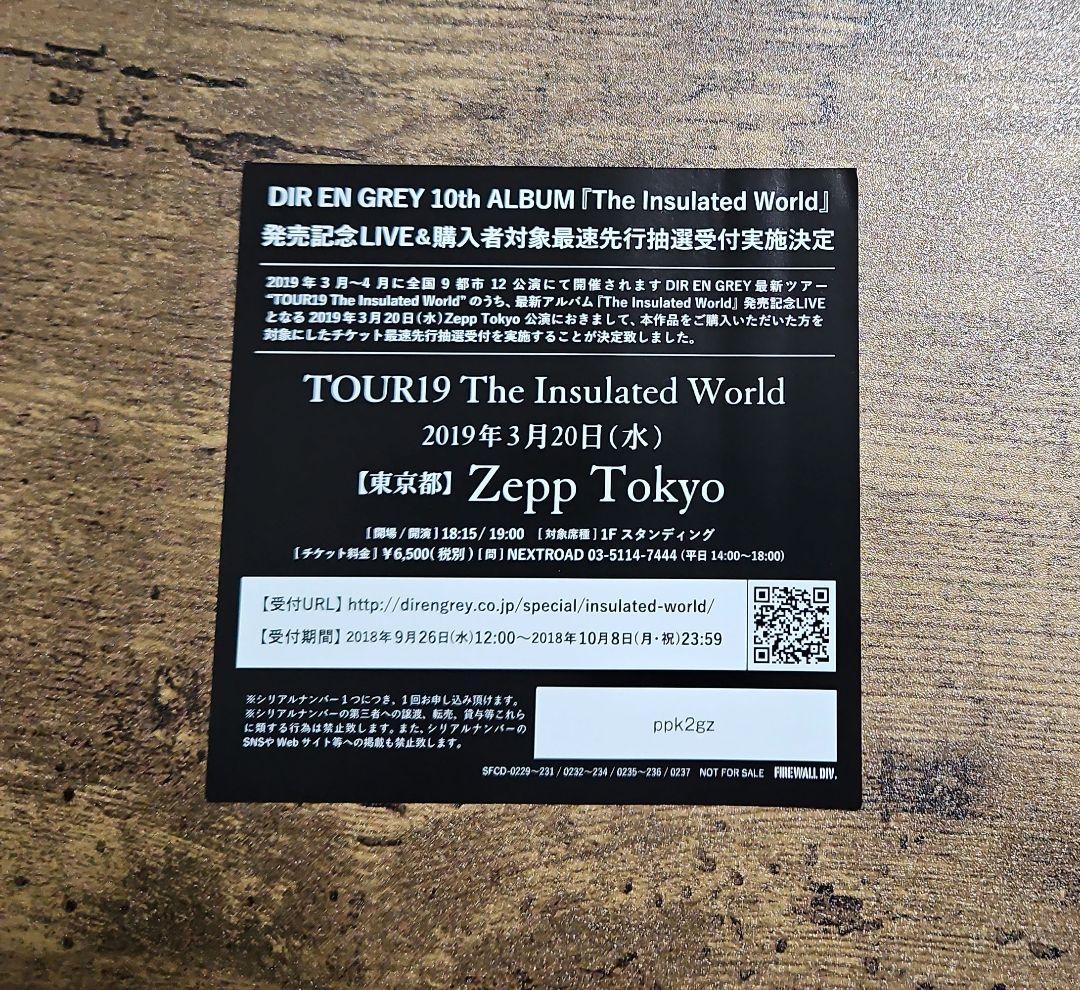 DIR EN GREY 10th ALBUM『The Insulated World』
発売記念LIVE&購入者対象最速先行抽選受付実施決定
2019年3月～4月に全国9都市12公演にて開催されますDIR EN GREY最新ツアー
“TOUR19 The Insulated World”のうち、最新アルバム『The Insulated World』発売記念LIVE
となる2019年3月20日(水)Zepp Tokyo公演におきまして、本作品をご購入いただいた方を
対象にしたチケット最速先行抽選受付を実施することが決定致しました。
TOUR19 The Insulated World
2019年3月20日(水)
【東京都】Zepp Tokyo
[開場/開演]18:15/19:00 [対象席種]1Fスタンディング
[チケット料金]¥6,500(税別)[問]NEXTROAD 03-5114-7444(平日14:00～18:00)
【受付URL】http://direngrey.co.jp/special/insulated-world/
【受付期間】2018年9月26日(水)12:00～2018年10月8日(月・祝)23:59
※シリアルナンバー1つにつき、1回お申し込み頂けます。
※シリアルナンバーの第三者への譲渡、転売、貸与等これら
に類する行為は禁止致します。また、シリアルナンバーの
SNSやWebサイト等への掲載も禁止致します。
ppk2gz
SFCD-0229～231 / 0232～234 / 0235～236 / 0237 NOT FOR SALE FIREWALL DIV.